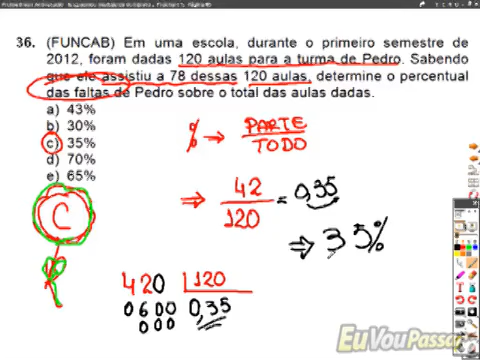 36. (FUNCAB) Em uma escola, durante o primeiro semestre de
2012, foram dadas 120 aulas para a turma de Pedro. Sabendo
que ele assistiu a 78 dessas 120 aulas, determine o percentual
das faltas de Pedro sobre o total das aulas dadas.
a) 43%
b) 30%
c) 35%
d) 70%
e) 65%
% → PARTE
TODO
⇒ 42
120
= 0,35
⇒ 35%
C
420 120
0600 0,35
000
EuVouPassar